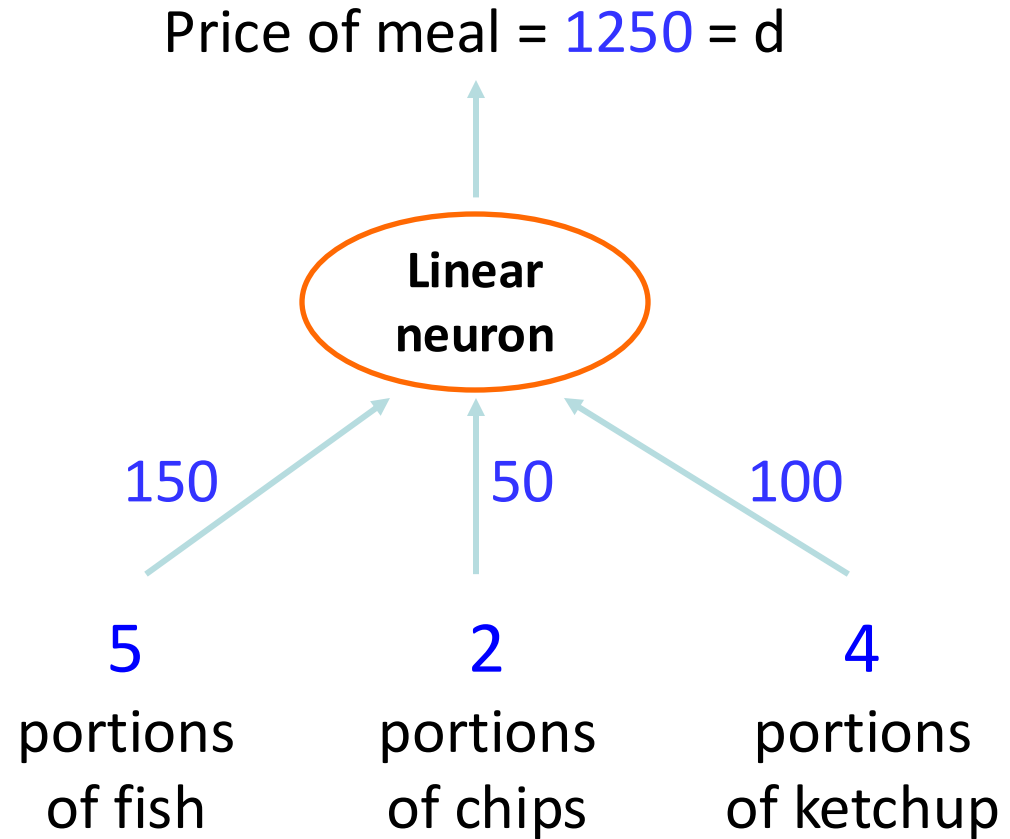 Price of meal = 1250 = d
Linear
neuron
150 50 100
5 2 4
portions portions portions
of fish of chips of ketchup